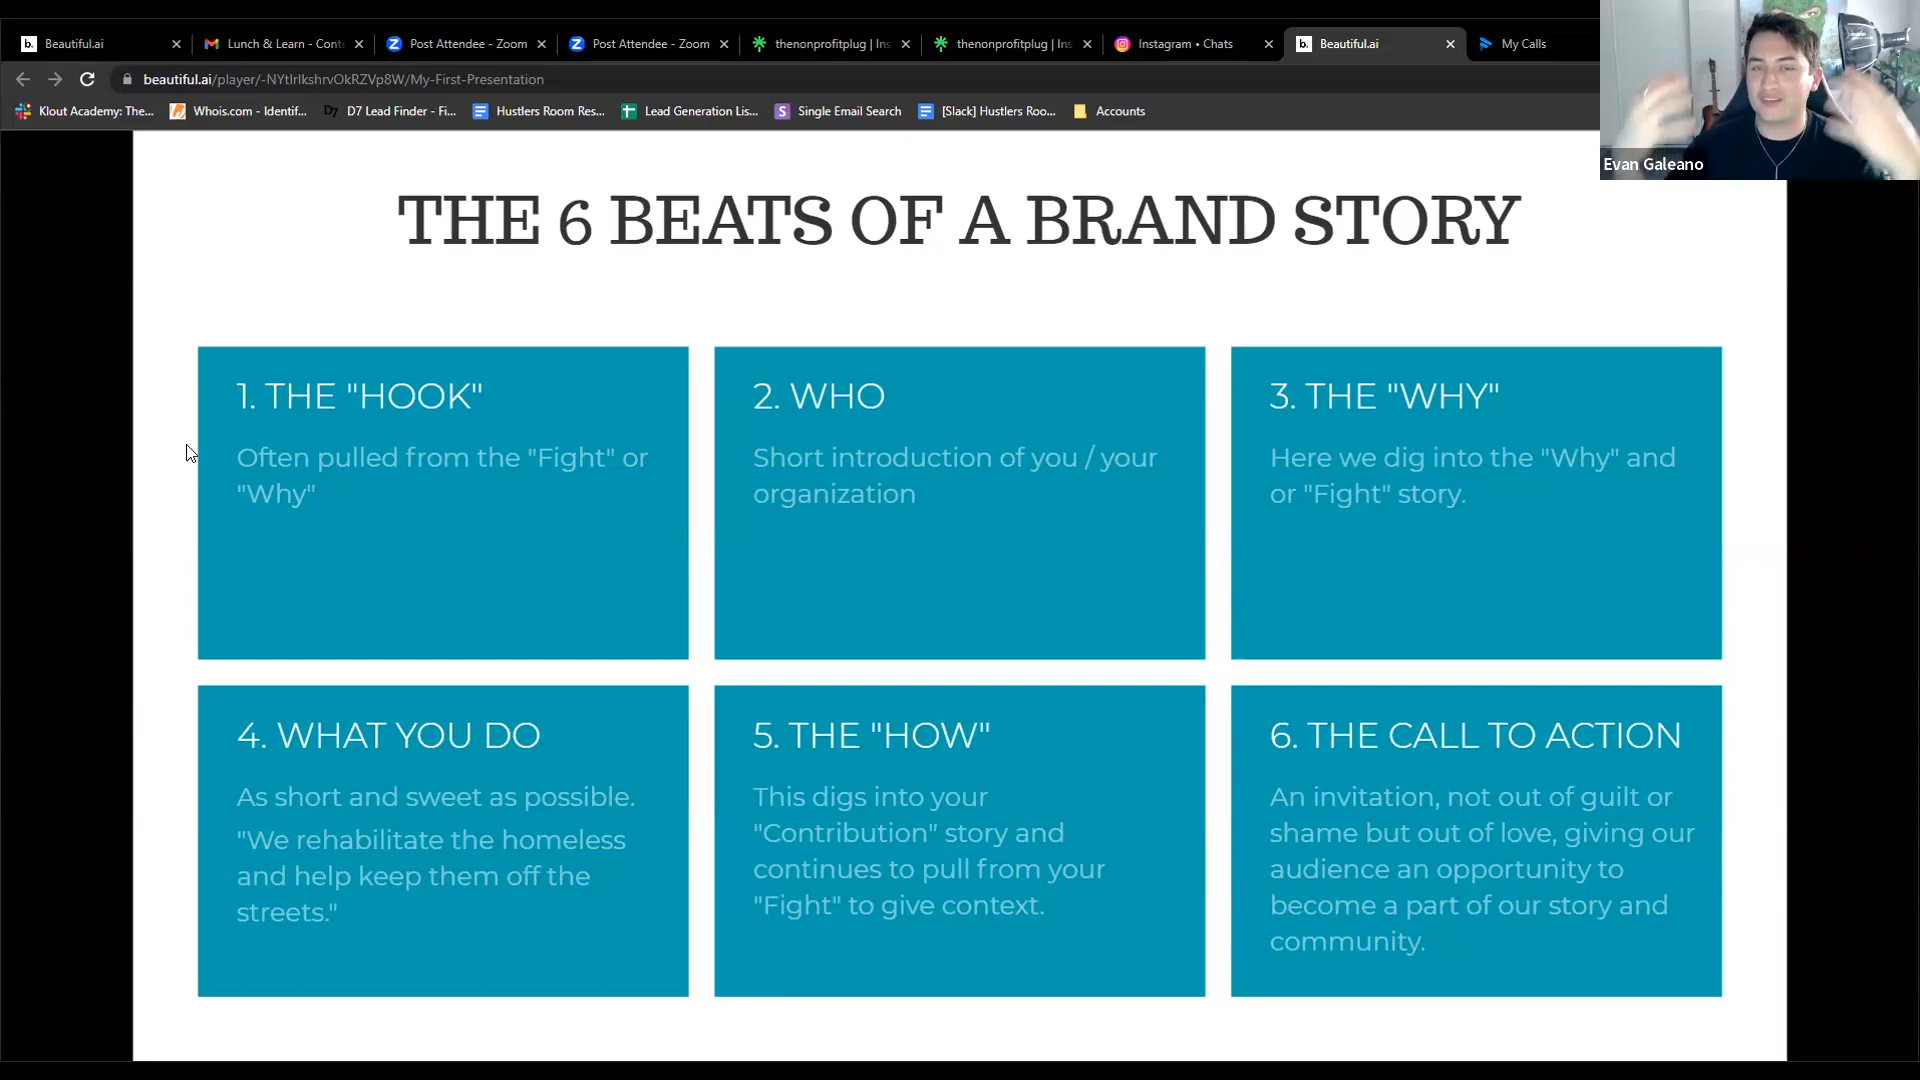 Beautiful.ai
Lunch & Learn - Cont
Post Attendee - Zoom
Post Attendee - Zoom
thenonprofitplug | Ins
thenonprofitplug | Ins
Instagram • Chats
Beautiful.ai
My Calls
beautiful.ai/player/-NYtlrlkshrvOkRZVp8W/My-First-Presentation
Klout Academy: The...
Whois.com - Identif...
D7 Lead Finder - Fi...
Hustlers Room Res...
Lead Generation Lis...
Single Email Search
[Slack] Hustlers Roo...
Accounts
Evan Galeano
THE 6 BEATS OF A BRAND STORY
1. THE "HOOK"
Often pulled from the "Fight" or
"Why"
2. WHO
Short introduction of you / your
organization
3. THE "WHY"
Here we dig into the "Why" and
or "Fight" story.
4. WHAT YOU DO
As short and sweet as possible.
"We rehabilitate the homeless
and help keep them off the
streets."
5. THE "HOW"
This digs into your
"Contribution" story and
continues to pull from your
"Fight" to give context.
6. THE CALL TO ACTION
An invitation, not out of guilt or
shame but out of love, giving our
audience an opportunity to
become a part of our story and
community.